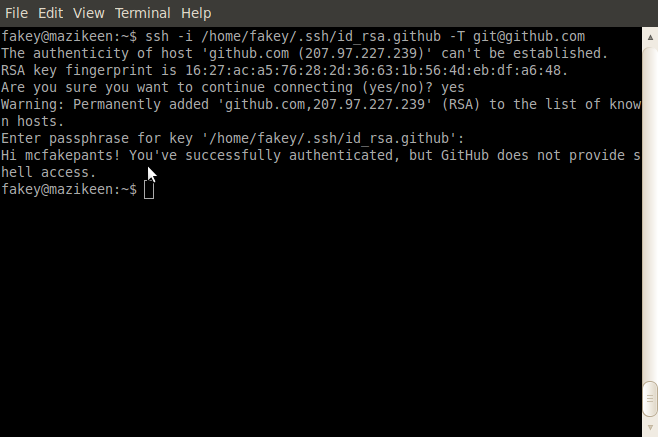 File Edit View Terminal Help
fakey@mazikeen:~$ ssh -i /home/fakey/.ssh/id_rsa.github -T git@github.com
The authenticity of host 'github.com (207.97.227.239)' can't be established.
RSA key fingerprint is 16:27:ac:a5:76:28:2d:36:63:1b:56:4d:eb:df:a6:48.
Are you sure you want to continue connecting (yes/no)? yes
Warning: Permanently added 'github.com,207.97.227.239' (RSA) to the list of know
n hosts.
Enter passphrase for key '/home/fakey/.ssh/id_rsa.github':
Hi mcfakepants! You've successfully authenticated, but GitHub does not provide s
hell access.
fakey@mazikeen:~$